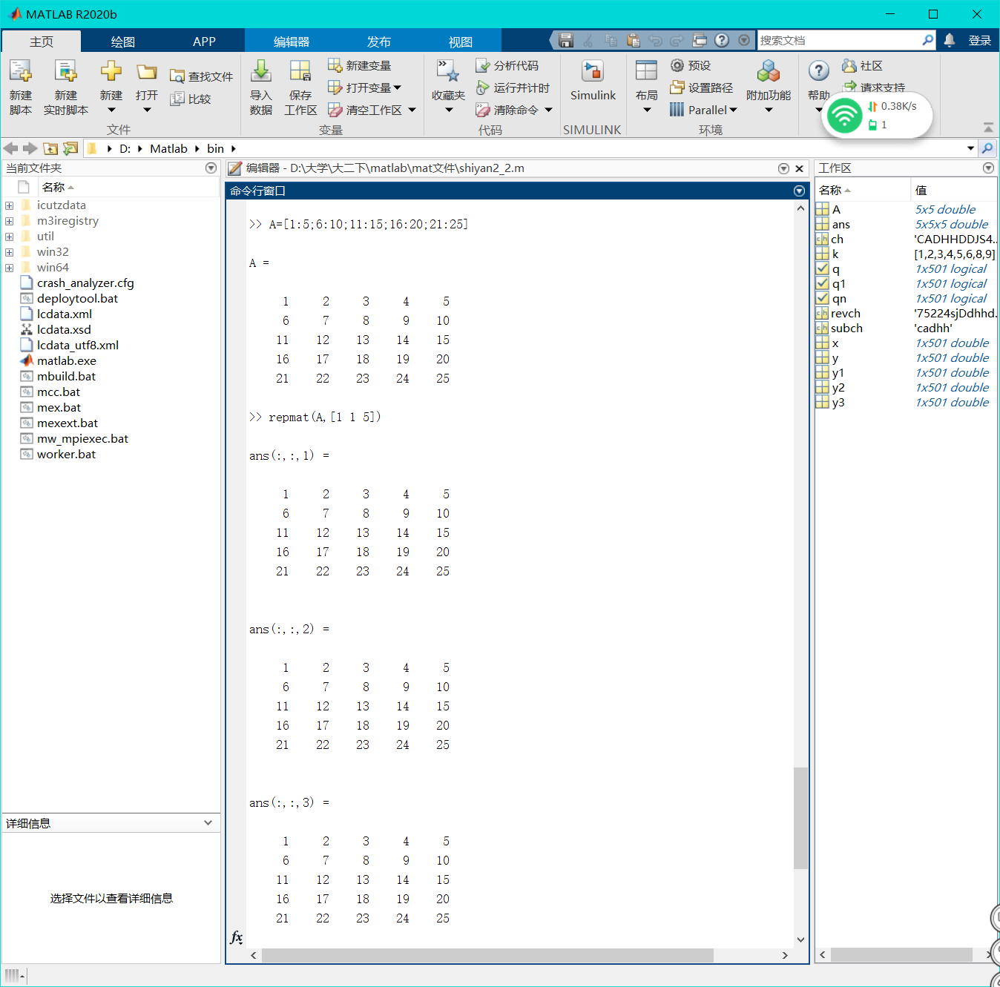 MATLAB R2020b
主页 绘图 APP 编辑器 发布 视图 搜索文档 登录
新建脚本 新建实时脚本 新建 打开 查找文件 比较
文件
导入数据 保存工作区 新建变量 打开变量 清空工作区
变量
收藏夹 分析代码 运行并计时 清除命令
代码
Simulink
SIMULINK
布局 预设 设置路径 Parallel 附加功能
环境
帮助 社区 请求支持
0.38K/s
1
D: Matlab bin
当前文件夹
名称
icutzdata
m3iregistry
util
win32
win64
crash_analyzer.cfg
deploytool.bat
lcdata.xml
lcdata.xsd
lcdata_utf8.xml
matlab.exe
mbuild.bat
mcc.bat
mex.bat
mexext.bat
mw_mpiexec.bat
worker.bat
详细信息
选择文件以查看详细信息
编辑器 - D:\大学\大二下\matlab\mat文件\shiyan2_2.m
命令行窗口
>> A=[1:5;6:10;11:15;16:20;21:25]
A =
1 2 3 4 5
6 7 8 9 10
11 12 13 14 15
16 17 18 19 20
21 22 23 24 25
>> repmat(A,[1 1 5])
ans(:,:,1) =
1 2 3 4 5
6 7 8 9 10
11 12 13 14 15
16 17 18 19 20
21 22 23 24 25
ans(:,:,2) =
1 2 3 4 5
6 7 8 9 10
11 12 13 14 15
16 17 18 19 20
21 22 23 24 25
ans(:,:,3) =
1 2 3 4 5
6 7 8 9 10
11 12 13 14 15
16 17 18 19 20
21 22 23 24 25
fx
工作区
名称 值
A 5x5 double
ans 5x5x5 double
ch 'CADHHDDJS4...
k [1,2,3,4,5,6,8,9]
q 1x501 logical
q1 1x501 logical
qn 1x501 logical
revch '75224sjDdhhd...
subch 'cadhh'
x 1x501 double
y 1x501 double
y1 1x501 double
y2 1x501 double
y3 1x501 double